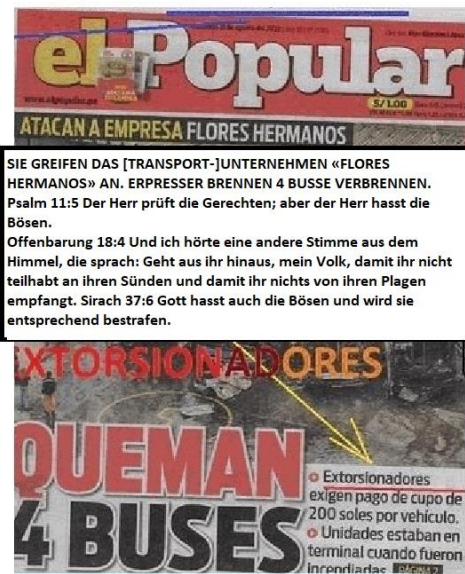 el Popular
www.elpopular.pe
S/1.00
ATACAN A EMPRESA FLORES HERMANOS
SIE GREIFEN DAS [TRANSPORT-]UNTERNEHMEN «FLORES
HERMANOS» AN. ERPRESSER BRENNEN 4 BUSSE VERBRENNEN.
Psalm 11:5 Der Herr prüft die Gerechten; aber der Herr hasst die
Bösen.
Offenbarung 18:4 Und ich hörte eine andere Stimme aus dem
Himmel, die sprach: Geht aus ihr hinaus, mein Volk, damit ihr nicht
teilhabt an ihren Sünden und damit ihr nichts von ihren Plagen
empfangt. Sirach 37:6 Gott hasst auch die Bösen und wird sie
entsprechend bestrafen.
EXTORSIONADORES
QUEMAN
4 BUSES
Extorsionadores
exigen pago de cupo de
200 soles por vehículo.
Unidades estaban en
terminal cuando fueron
incendiadas. PÁGINA 2